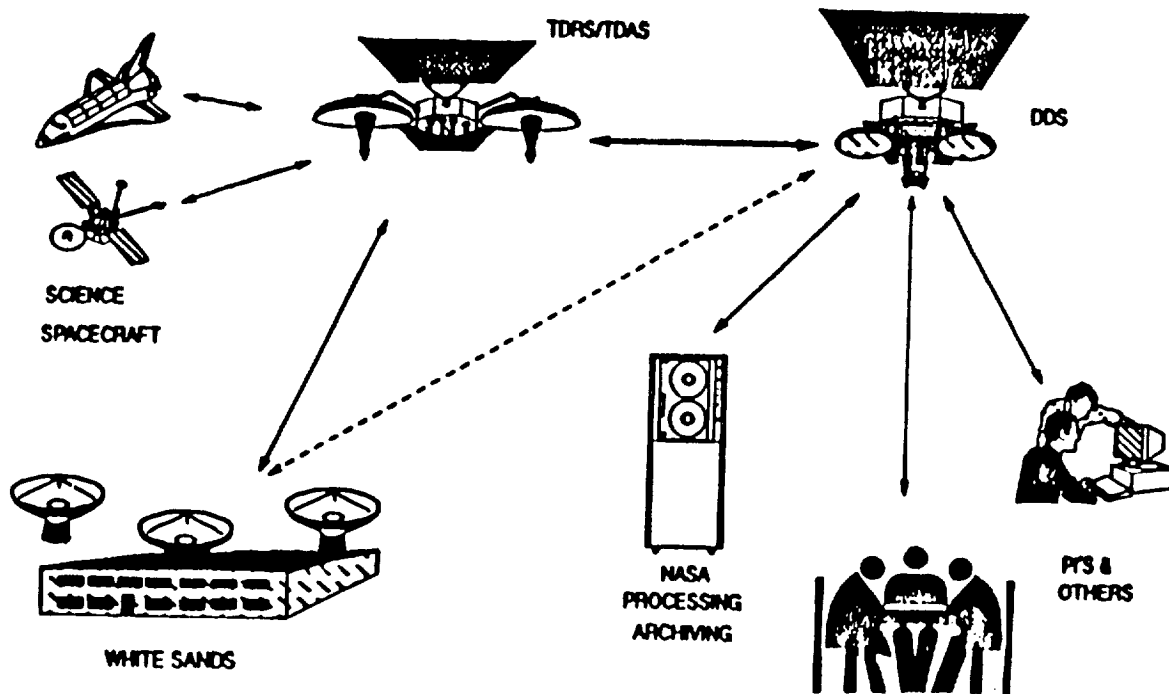 TDRS/TDAS
DDS
SCIENCE
SPACECRAFT
WHITE SANDS
NASA
PROCESSING
ARCHIVING
PI'S &
OTHERS